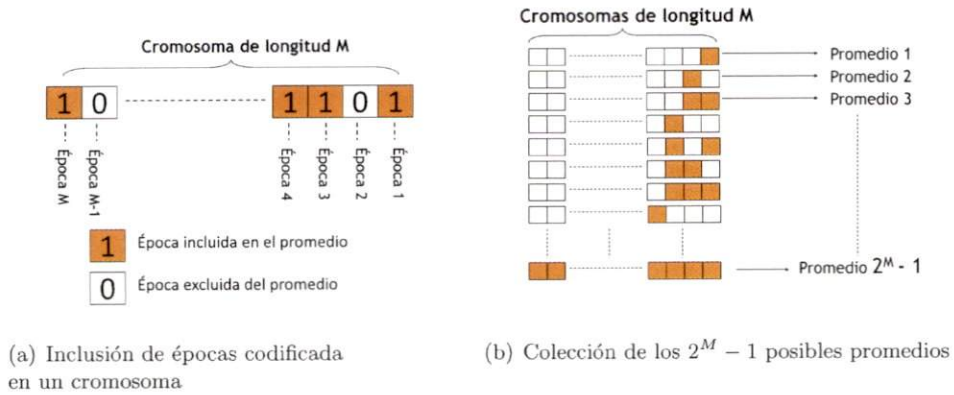 Cromosoma de longitud M
1 0 1 1 0 1
Época M
Época M-1
Época 4
Época 3
Época 2
Época 1
1 Época incluida en el promedio
0 Época excluida del promedio
(a) Inclusión de épocas codificada
en un cromosoma
Cromosomas de longitud M
Promedio 1
Promedio 2
Promedio 3
Promedio 2^M - 1
(b) Colección de los 2^M − 1 posibles promedios